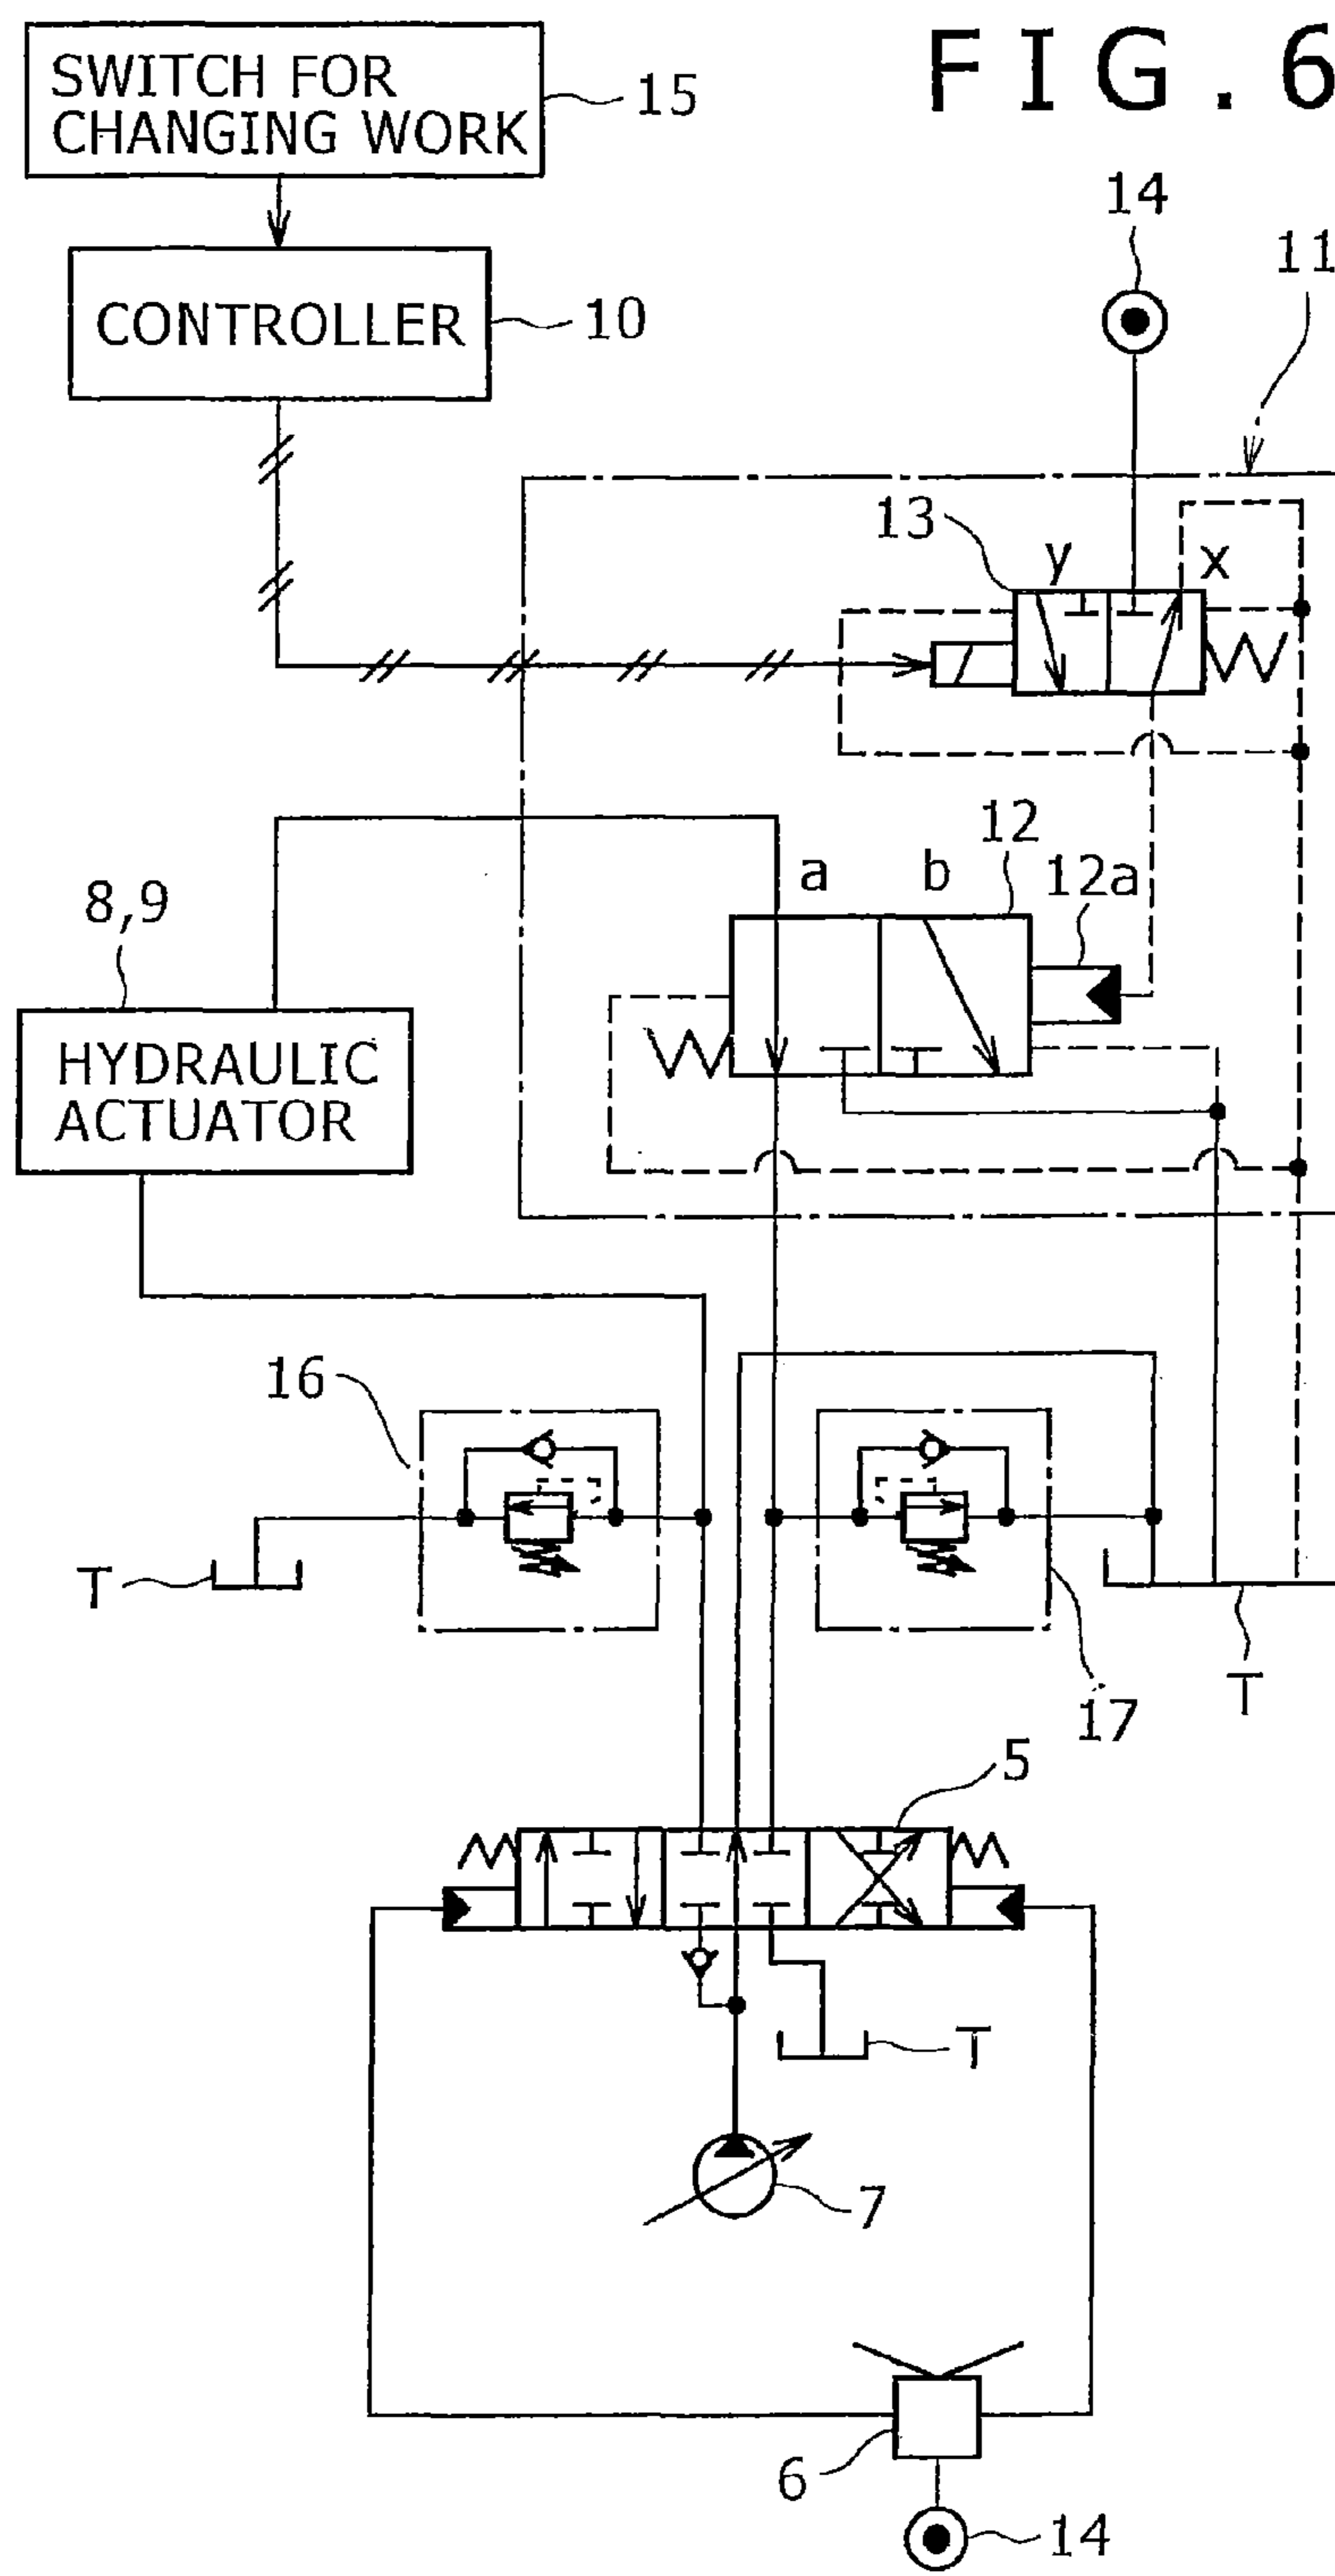 FIG.6
SWITCH FOR
CHANGING WORK
15
14
CONTROLLER
10
11
13
y
x
12
a
b
12a
8,9
HYDRAULIC
ACTUATOR
16
T
17
T
5
T
7
6
14